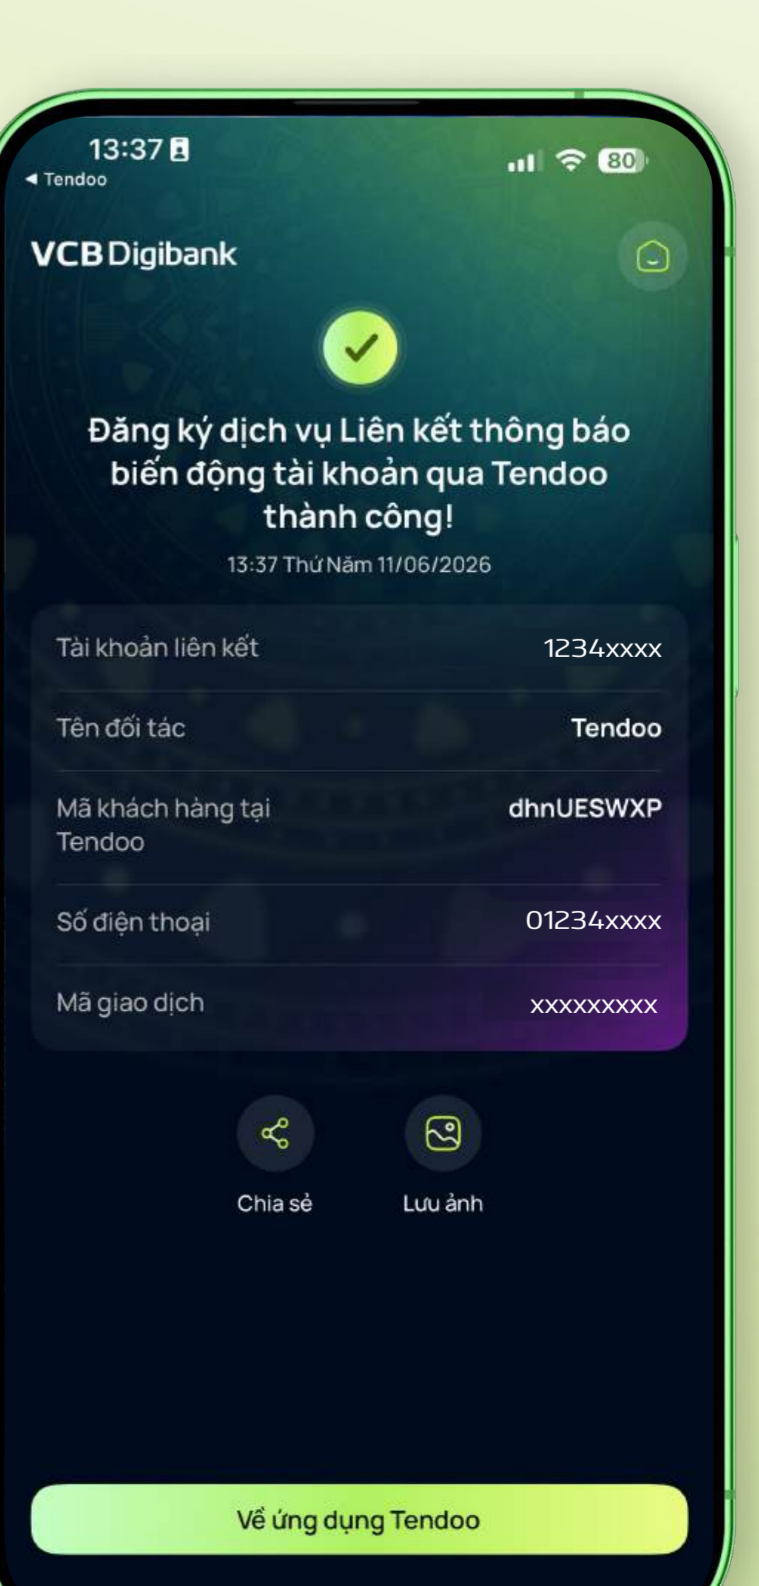 13:37
◀ Tendoo
80
VCB Digibank
Đăng ký dịch vụ Liên kết thông báo
biến động tài khoản qua Tendoo
thành công!
13:37 Thứ Năm 11/06/2026
Tài khoản liên kết 1234xxxx
Tên đối tác Tendoo
Mã khách hàng tại dhnUESWXP
Tendoo
Số điện thoại 01234xxxx
Mã giao dịch xxxxxxxxx
Chia sẻ Lưu ảnh
Về ứng dụng Tendoo